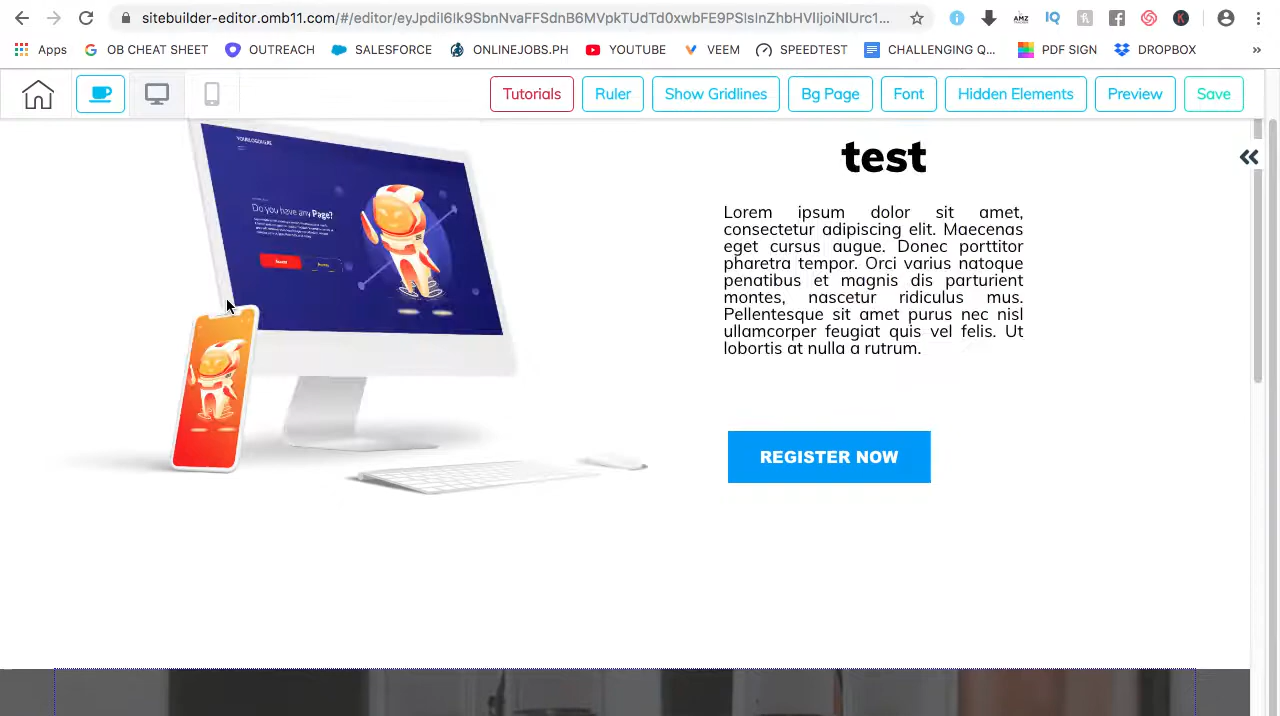 sitebuilder-editor.omb11.com/#/editor/eyJpdiI6Ik9SbnNvaFFSdnB6MVpkTUdTd0xwbFE9PSIsInZhbHVlIjoiNlUrc1...
Apps OB CHEAT SHEET OUTREACH SALESFORCE ONLINEJOBS.PH YOUTUBE VEEM SPEEDTEST CHALLENGING Q... PDF SIGN DROPBOX »
Tutorials Ruler Show Gridlines Bg Page Font Hidden Elements Preview Save
Do you have any Page?
test
Lorem ipsum dolor sit amet,
consectetur adipiscing elit. Maecenas
eget cursus augue. Donec porttitor
pharetra tempor. Orci varius natoque
penatibus et magnis dis parturient
montes, nascetur ridiculus mus.
Pellentesque sit amet purus nec nisl
ullamcorper feugiat quis vel felis. Ut
lobortis at nulla a rutrum.
REGISTER NOW